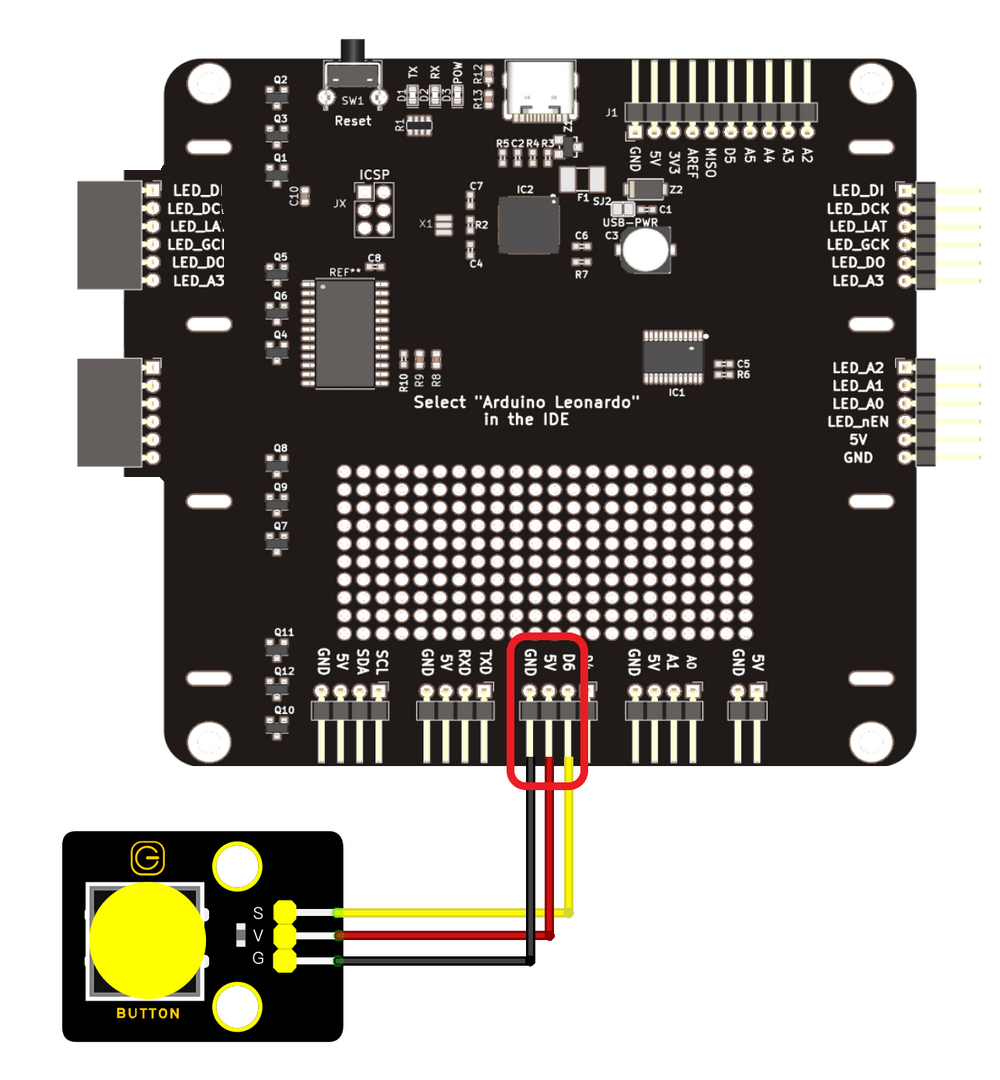 Q2
Q3
Q1
SW1
Reset
D1 TX
D2 RX
D3 POW
R12
R13
R1
Z1
R5 C2 R4 R3
J1
GND
5V
3V3
AREF
MISO
D5
A5
A4
A3
A2
C10
ICSP
JX
X1
C7
R2
C4
IC2
F1
SJ2
Z2
C1
USB-PWR
C3
C6
R7
LED_DI
LED_DC
LED_LA
LED_GC
LED_DO
LED_A3
LED_DI
LED_DCK
LED_LAT
LED_GCK
LED_DO
LED_A3
Q5
Q6
Q4
C8
REF**
R10
R9
R8
IC1
C5
R6
LED_A2
LED_A1
LED_A0
LED_nEN
5V
GND
Select "Arduino Leonardo"
in the IDE
Q8
Q9
Q7
Q11
Q12
Q10
GND
5V
SDA
SCL
GND
5V
RXD
TXD
GND
5V
D6
GND
5V
A1
A0
GND
5V
G
S
V
G
BUTTON